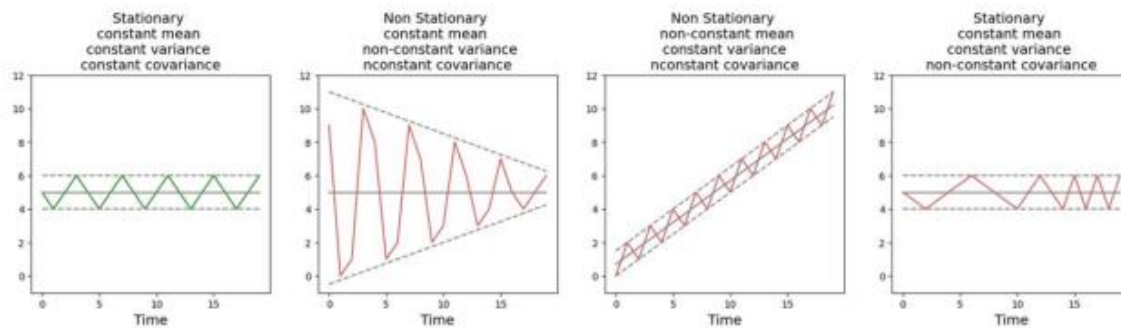 Stationary
constant mean
constant variance
constant covariance
Non Stationary
constant mean
non-constant variance
nconstant covariance
Non Stationary
non-constant mean
constant variance
nconstant covariance
Stationary
constant mean
constant variance
non-constant covariance
12
10
8
6
4
2
0
0 5 10 15
Time
12
10
8
6
4
2
0
0 5 10 15
Time
12
10
8
6
4
2
0
0 5 10 15
Time
12
10
8
6
4
2
0
0 5 10 15
Time